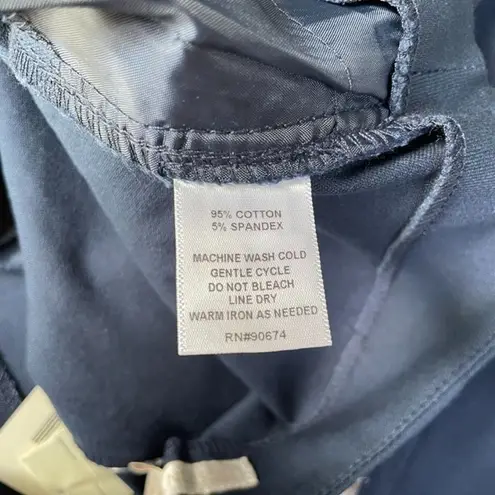 95% COTTON
5% SPANDEX
MACHINE WASH COLD
GENTLE CYCLE
DO NOT BLEACH
LINE DRY
WARM IRON AS NEEDED
RN#90674